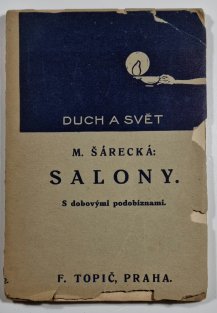 DUCH A SVĚT
M. ŠÁRECKÁ:
SALONY.
S dobovými podobiznami.
F. TOPIČ, PRAHA.